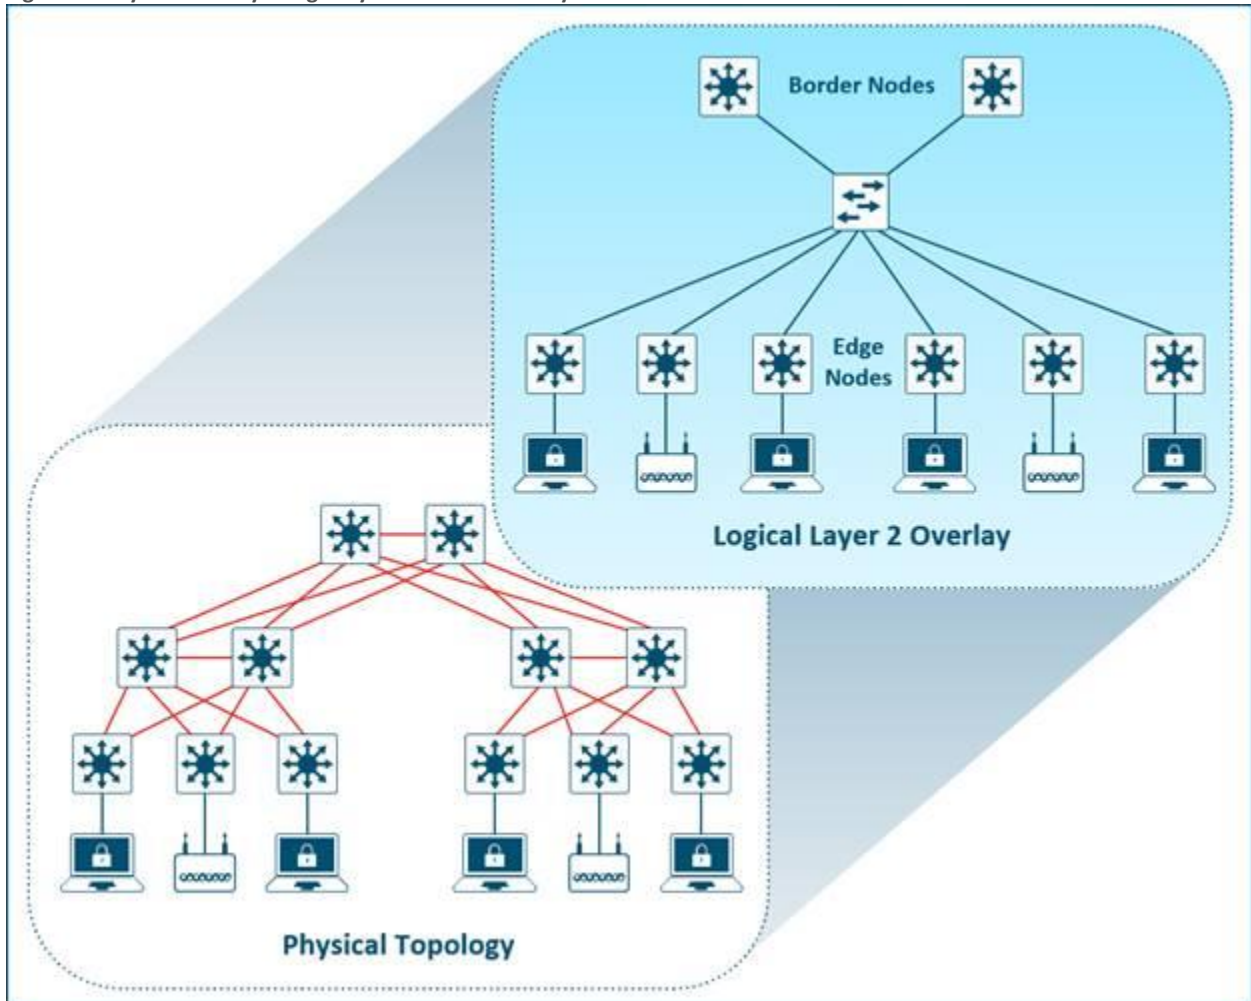 Border Nodes
Edge
Nodes
Logical Layer 2 Overlay
Physical Topology